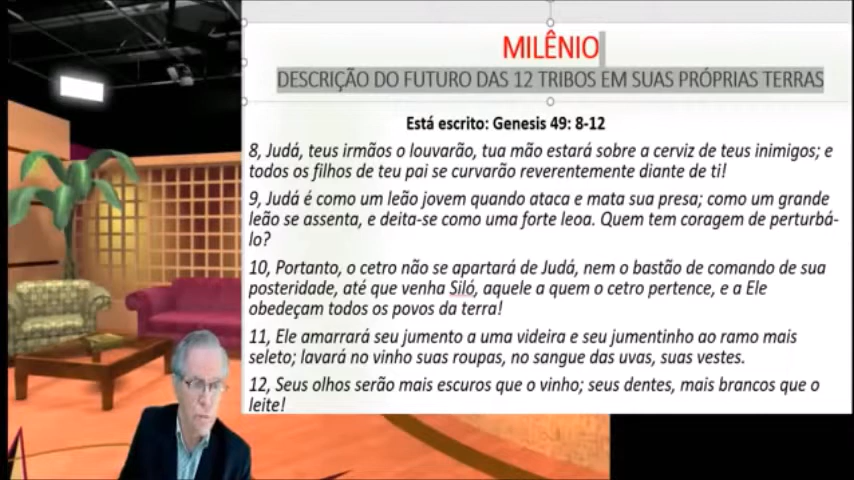 MILÊNIO
DESCRIÇÃO DO FUTURO DAS 12 TRIBOS EM SUAS PRÓPRIAS TERRAS
Está escrito: Genesis 49: 8-12
8, Judá, teus irmãos o louvarão, tua mão estará sobre a cerviz de teus inimigos; e
todos os filhos de teu pai se curvarão reverentemente diante de ti!
9, Judá é como um leão jovem quando ataca e mata sua presa; como um grande
leão se assenta, e deita-se como uma forte leoa. Quem tem coragem de perturbá-
lo?
10, Portanto, o cetro não se apartará de Judá, nem o bastão de comando de sua
posteridade, até que venha Siló, aquele a quem o cetro pertence, e a Ele
obedeçam todos os povos da terra!
11, Ele amarrará seu jumento a uma videira e seu jumentinho ao ramo mais
seleto; lavará no vinho suas roupas, no sangue das uvas, suas vestes.
12, Seus olhos serão mais escuros que o vinho; seus dentes, mais brancos que o
leite!